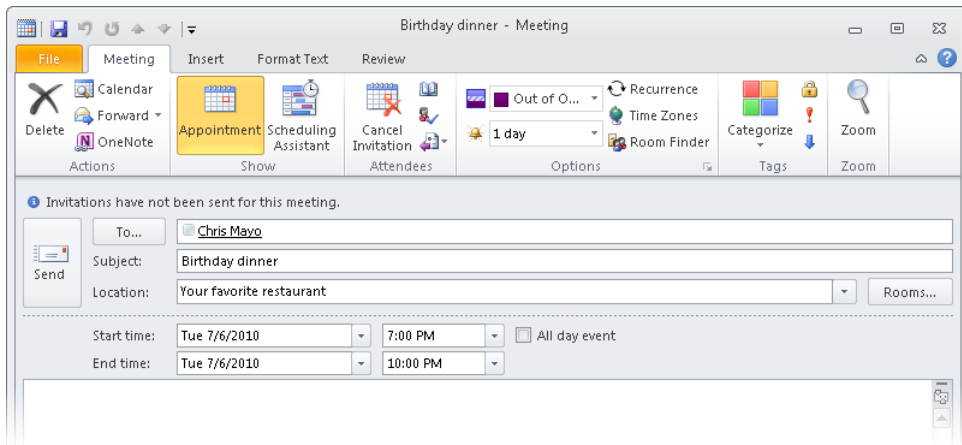 Birthday dinner - Meeting
File Meeting Insert Format Text Review
Delete
Calendar
Forward
OneNote
Actions
Appointment
Scheduling
Assistant
Show
Cancel
Invitation
Attendees
Out of O...
1 day
Recurrence
Time Zones
Room Finder
Options
Categorize
Tags
Zoom
Zoom
Invitations have not been sent for this meeting.
Send
To... Chris Mayo
Subject: Birthday dinner
Location: Your favorite restaurant Rooms...
Start time: Tue 7/6/2010 7:00 PM All day event
End time: Tue 7/6/2010 10:00 PM